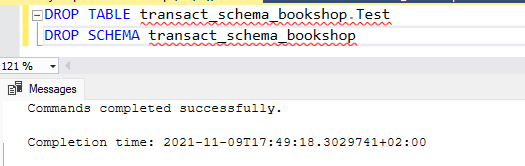 DROP TABLE transact_schema_bookshop.Test
DROP SCHEMA transact_schema_bookshop
121 %
Messages
Commands completed successfully.
Completion time: 2021-11-09T17:49:18.3029741+02:00